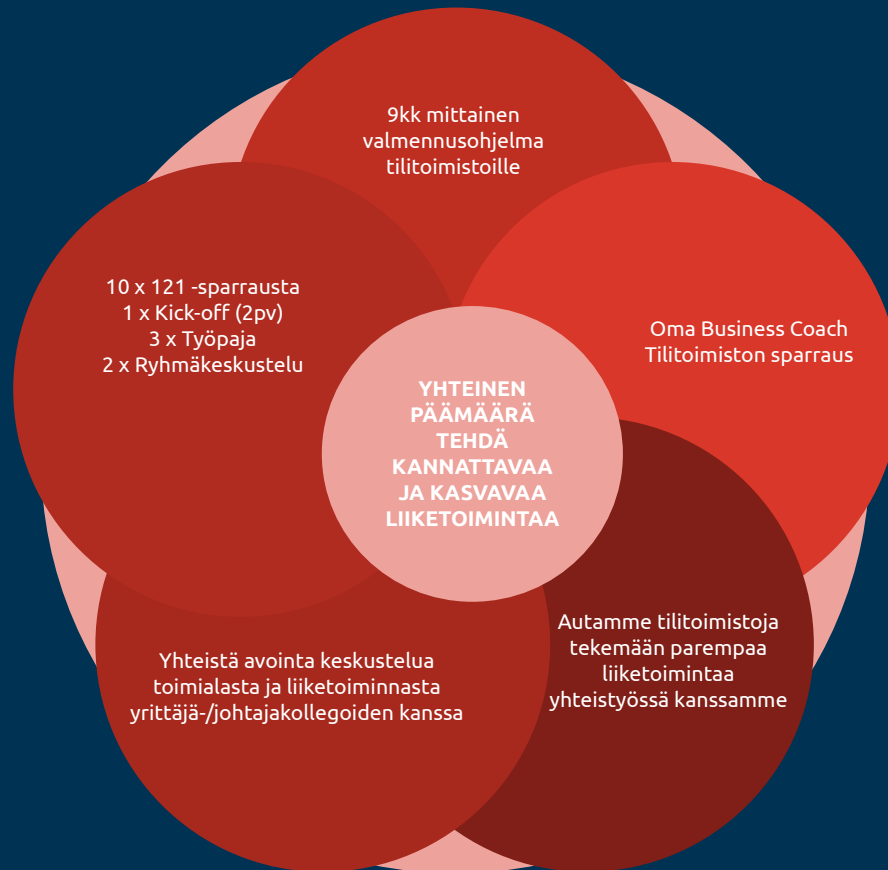 9kk mittainen
valmennusohjelma
tilitoimistoille
10 x 121 -sparrausta
1 x Kick-off (2pv)
3 x Työpaja
2 x Ryhmäkeskustelu
Oma Business Coach
Tilitoimiston sparraus
YHTEINEN
PÄÄMÄÄRÄ
TEHDÄ
KANNATTAVAA
JA KASVAVAA
LIIKETOIMINTAA
Yhteistä avointa keskustelua
toimialasta ja liiketoiminnasta
yrittäjä-/johtajakollegoiden kanssa
Autamme tilitoimistoja
tekemään parempaa
liiketoimintaa
yhteistyössä kanssamme